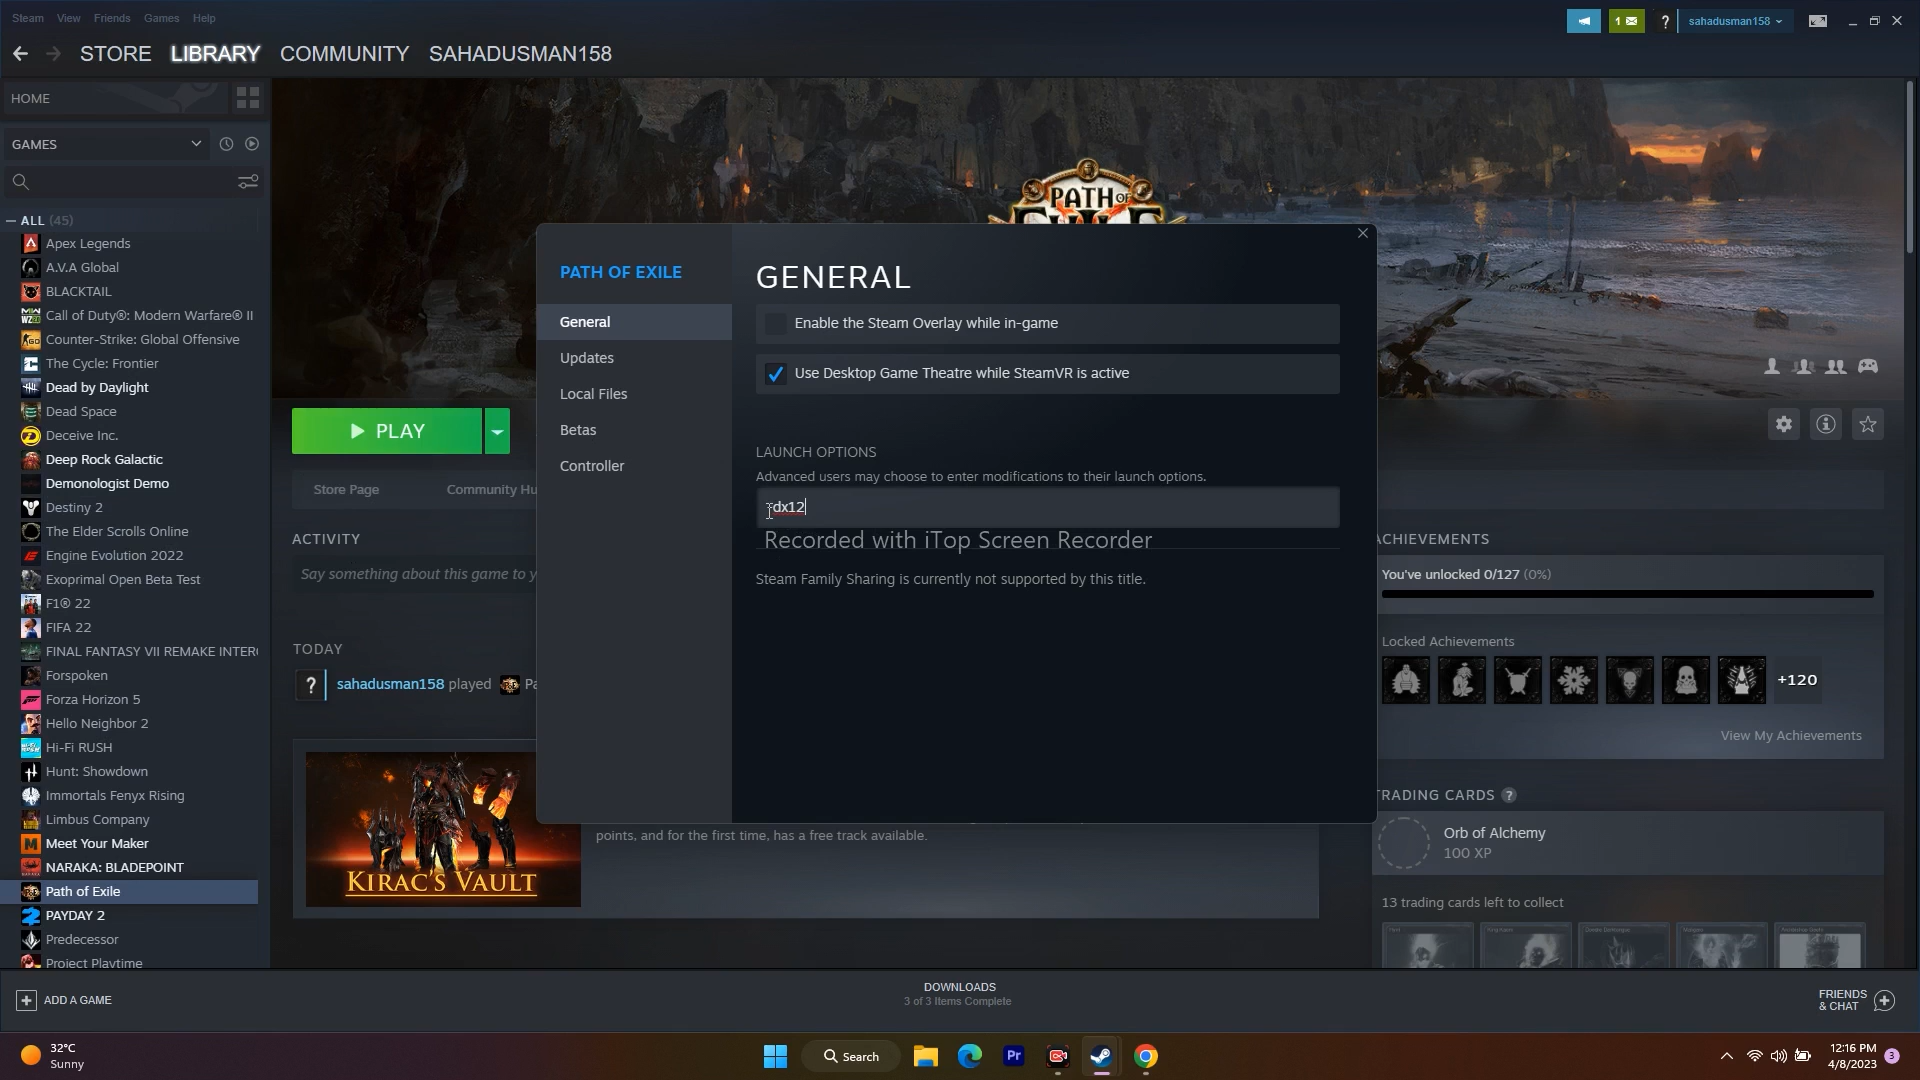 Steam View Friends Games Help
1
?
sahadusman158
STORE LIBRARY COMMUNITY SAHADUSMAN158
HOME
GAMES
ALL (45)
Apex Legends
A.V.A Global
BLACKTAIL
Call of Duty®: Modern Warfare® II
Counter-Strike: Global Offensive
The Cycle: Frontier
Dead by Daylight
Dead Space
Deceive Inc.
Deep Rock Galactic
Demonologist Demo
Destiny 2
The Elder Scrolls Online
Engine Evolution 2022
Exoprimal Open Beta Test
F1® 22
FIFA 22
FINAL FANTASY VII REMAKE INTER
Forspoken
Forza Horizon 5
Hello Neighbor 2
Hi-Fi RUSH
Hunt: Showdown
Immortals Fenyx Rising
Limbus Company
Meet Your Maker
NARAKA: BLADEPOINT
Path of Exile
PAYDAY 2
Predecessor
Project Playtime
PATH OF
PLAY
Store Page Community Hu
ACTIVITY
Say something about this game to y
TODAY
? sahadusman158 played Pa
KIRAC'S VAULT
points, and for the first time, has a free track available.
PATH OF EXILE
General
Updates
Local Files
Betas
Controller
GENERAL
Enable the Steam Overlay while in-game
Use Desktop Game Theatre while SteamVR is active
LAUNCH OPTIONS
Advanced users may choose to enter modifications to their launch options.
dx12
Recorded with iTop Screen Recorder
Steam Family Sharing is currently not supported by this title.
ACHIEVEMENTS
You've unlocked 0/127 (0%)
Locked Achievements
+120
View My Achievements
TRADING CARDS ?
Orb of Alchemy
100 XP
13 trading cards left to collect
ADD A GAME
DOWNLOADS
3 of 3 Items Complete
FRIENDS
& CHAT
32°C
Sunny
Search
Pr
12:16 PM
4/8/2023
3